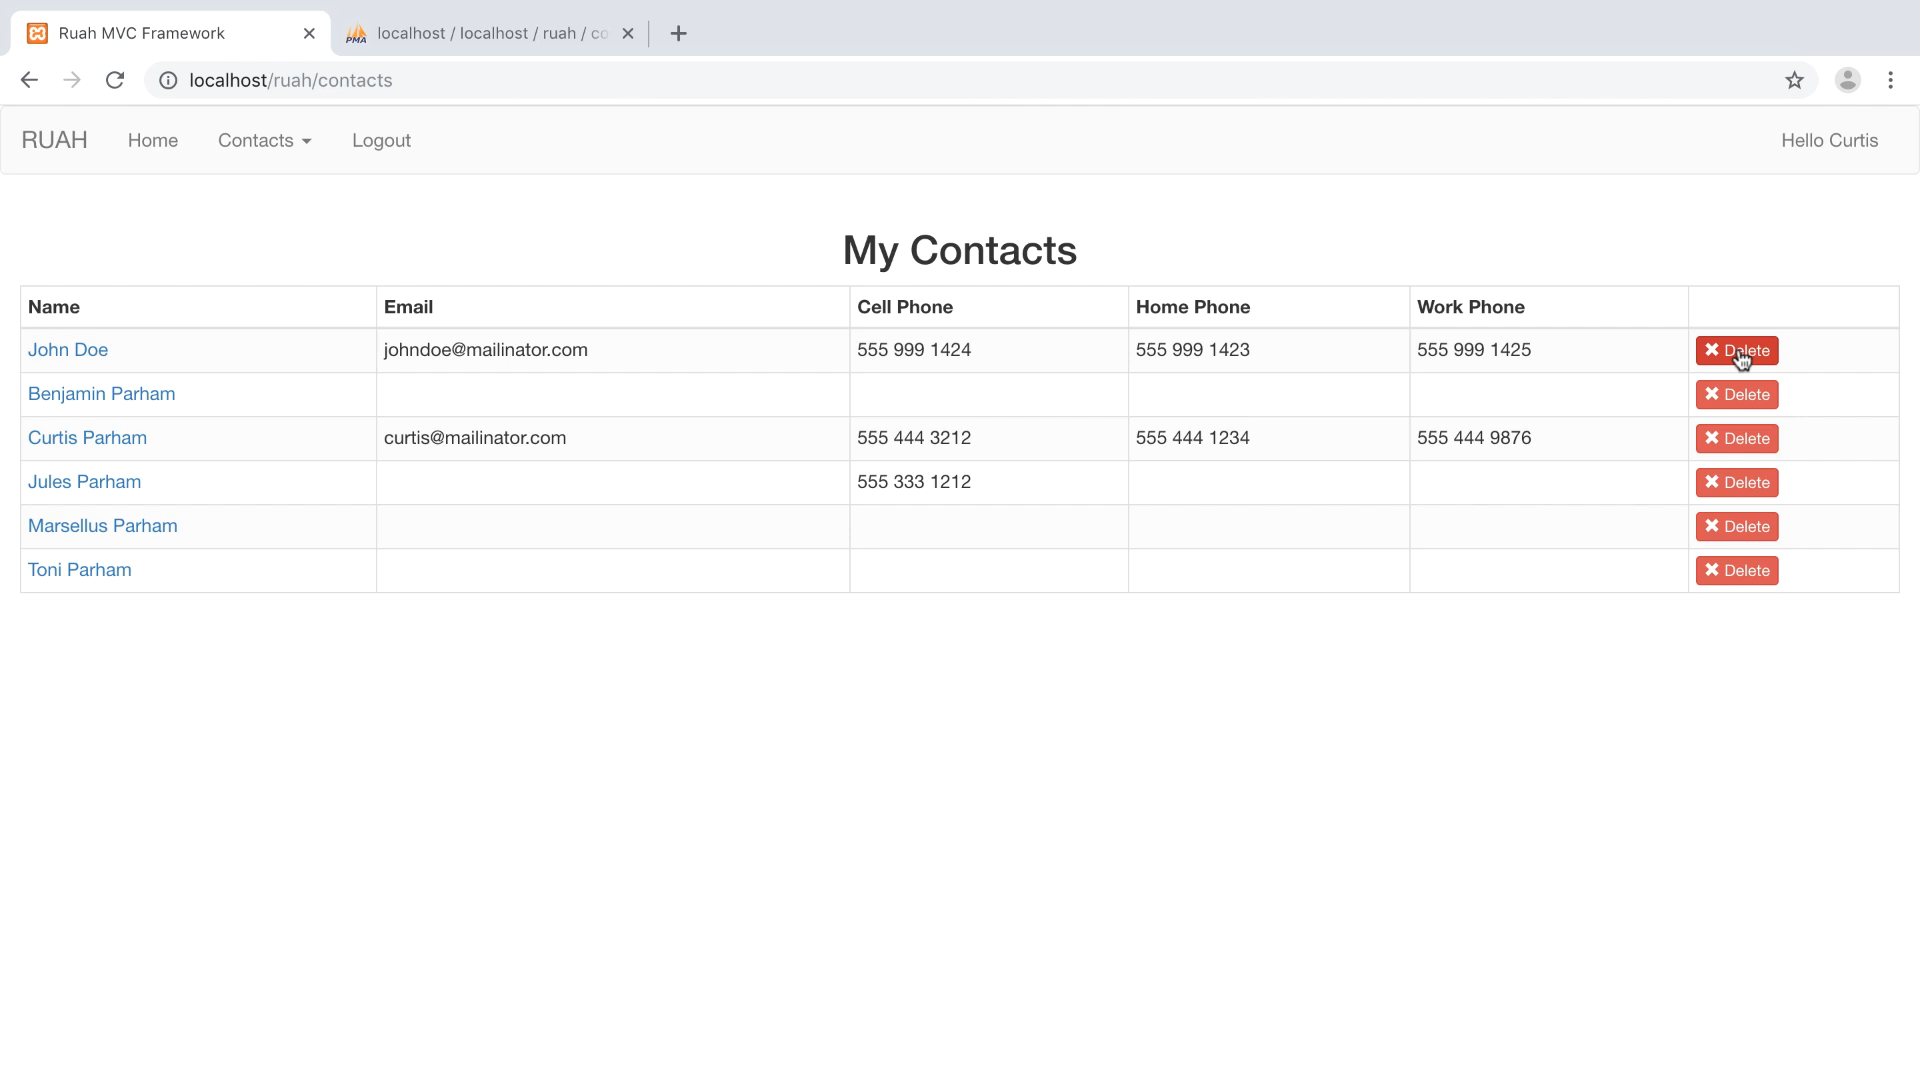 Ruah MVC Framework
localhost / localhost / ruah / co
PMA
localhost/ruah/contacts
RUAH Home Contacts Logout Hello Curtis
My Contacts
Name Email Cell Phone Home Phone Work Phone
John Doe johndoe@mailinator.com 555 999 1424 555 999 1423 555 999 1425 Delete
Benjamin Parham Delete
Curtis Parham curtis@mailinator.com 555 444 3212 555 444 1234 555 444 9876 Delete
Jules Parham 555 333 1212 Delete
Marsellus Parham Delete
Toni Parham Delete